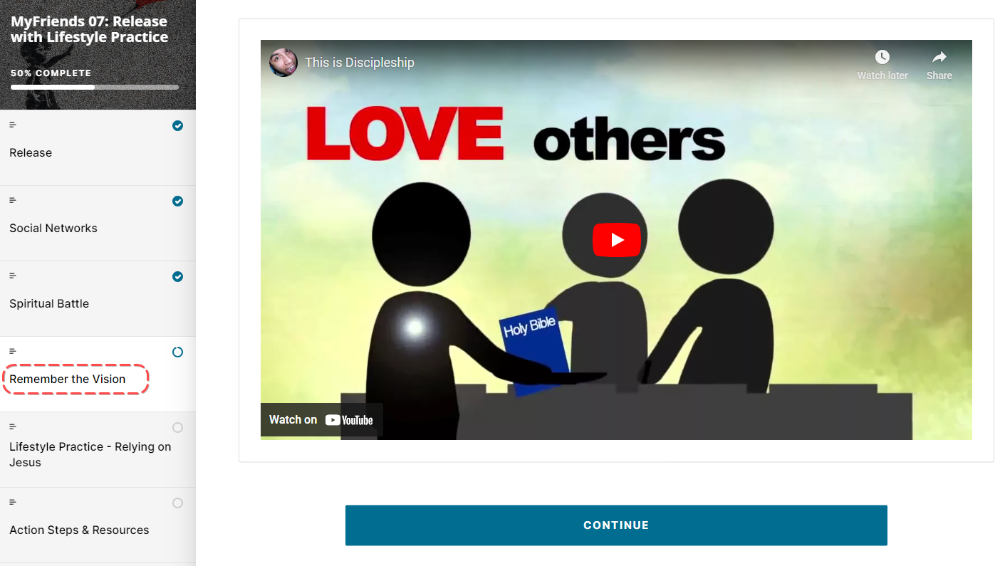 MyFriends 07: Release
with Lifestyle Practice
50% COMPLETE
Release
Social Networks
Spiritual Battle
Remember the Vision
Lifestyle Practice - Relying on
Jesus
Action Steps & Resources
This is Discipleship
Watch later
Share
LOVE others
Holy Bible
Watch on YouTube
CONTINUE